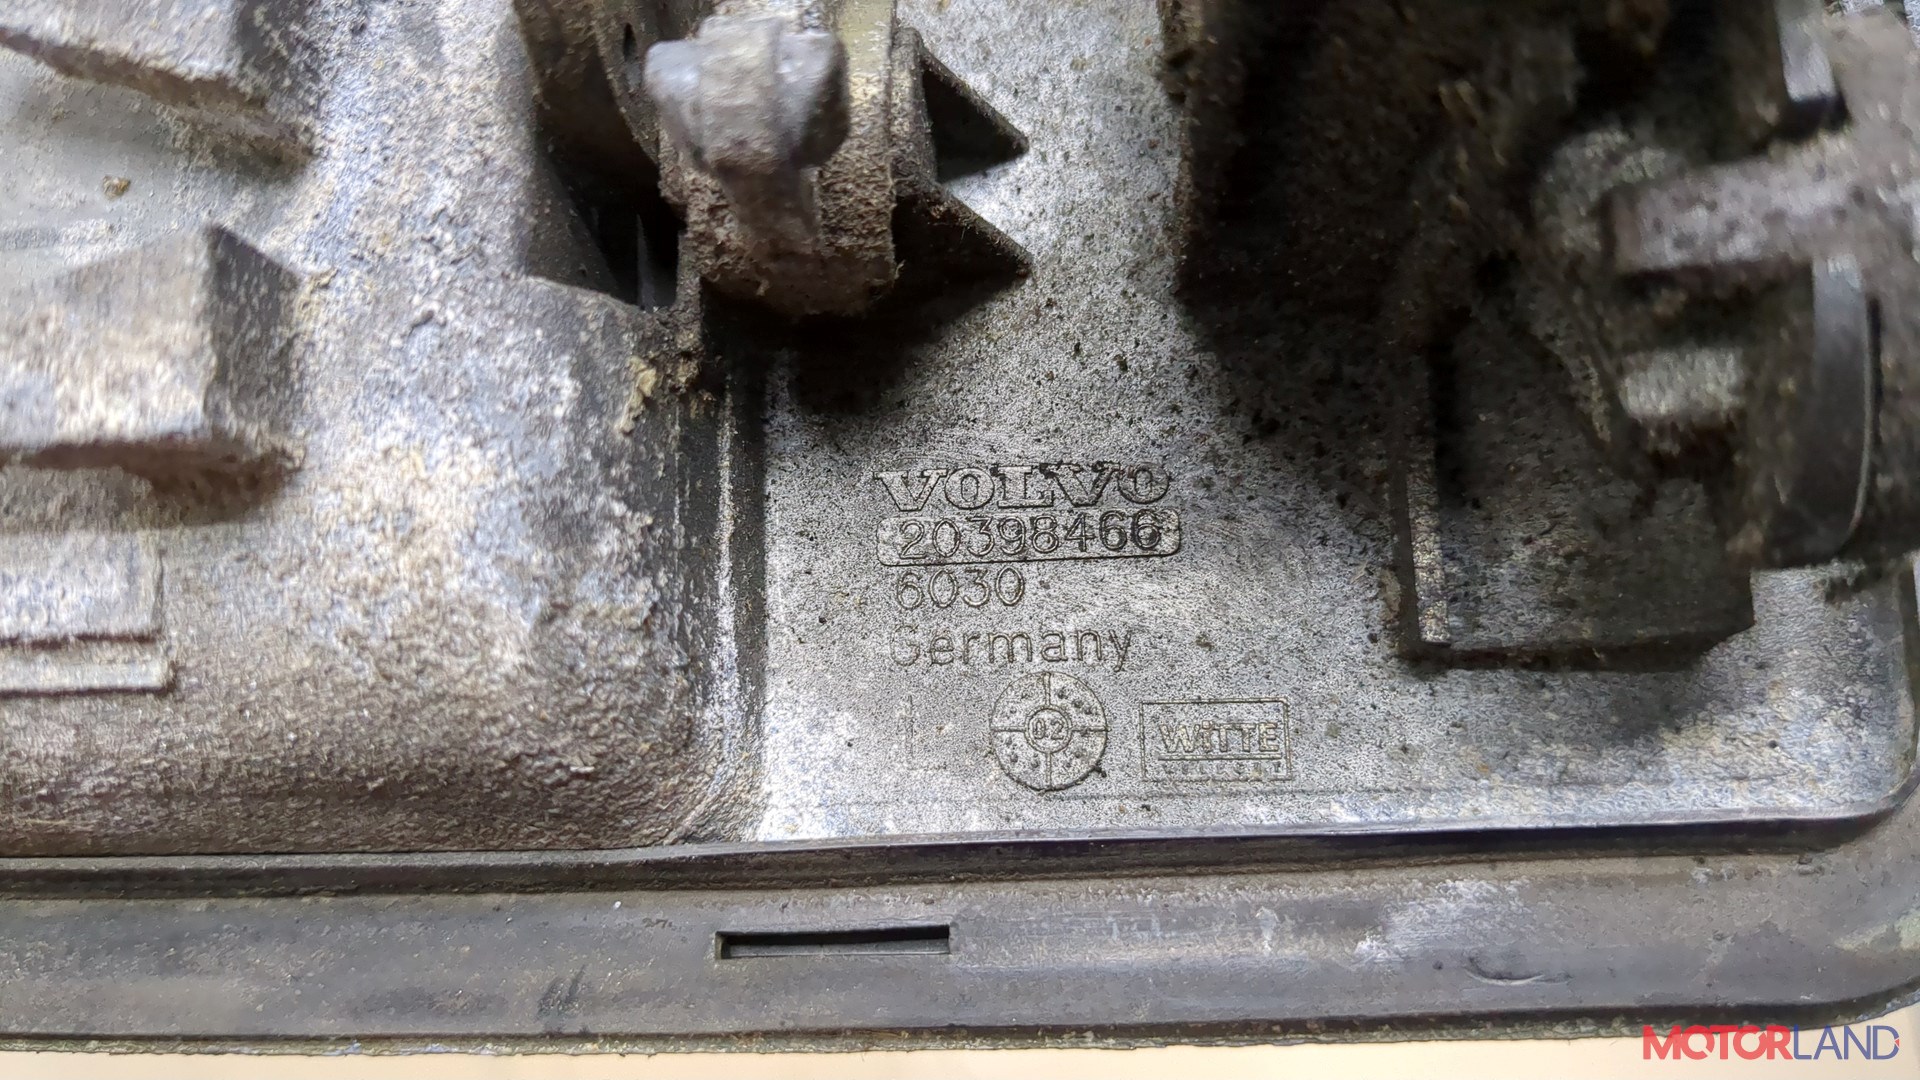 VOLVO
20398466
6030
Germany
L 02 WiTTE
MOTORLAND